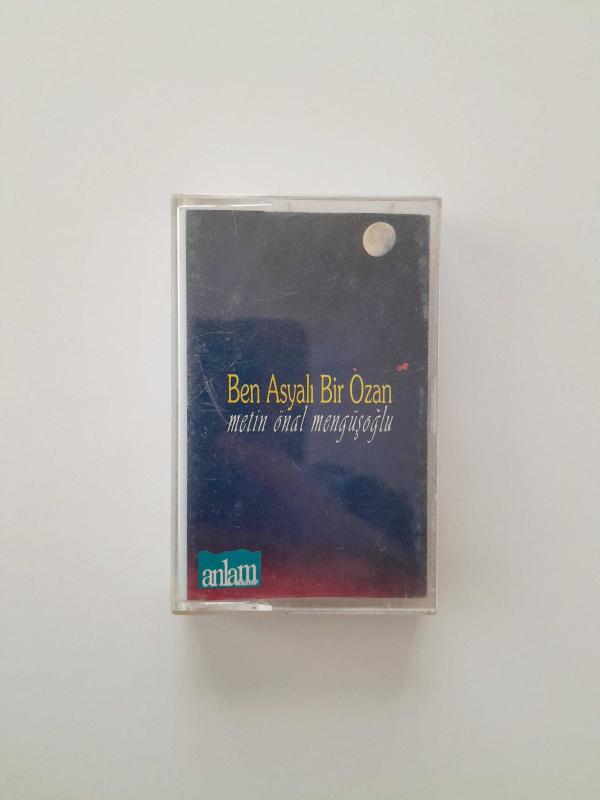 Ben Asyalı Bir Ozan
metin önal mengüşoğlu
anlam